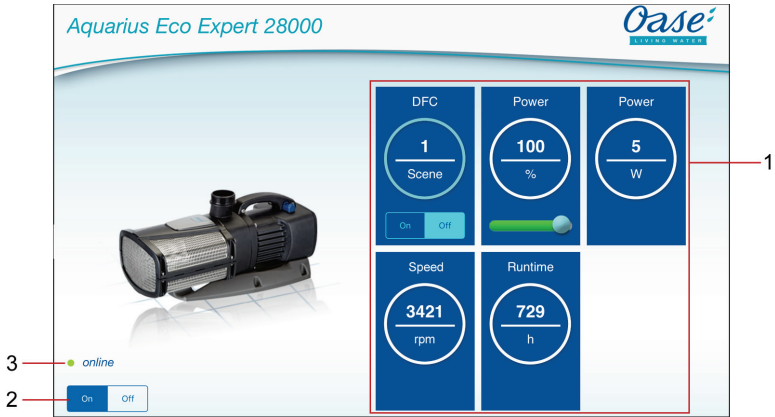 Aquarius Eco Expert 28000
Oase
LIVING WATER
DFC
1
Scene
On Off
Power
100
%
Power
5
W
1
Speed
3421
rpm
Runtime
729
h
3
online
2
On Off